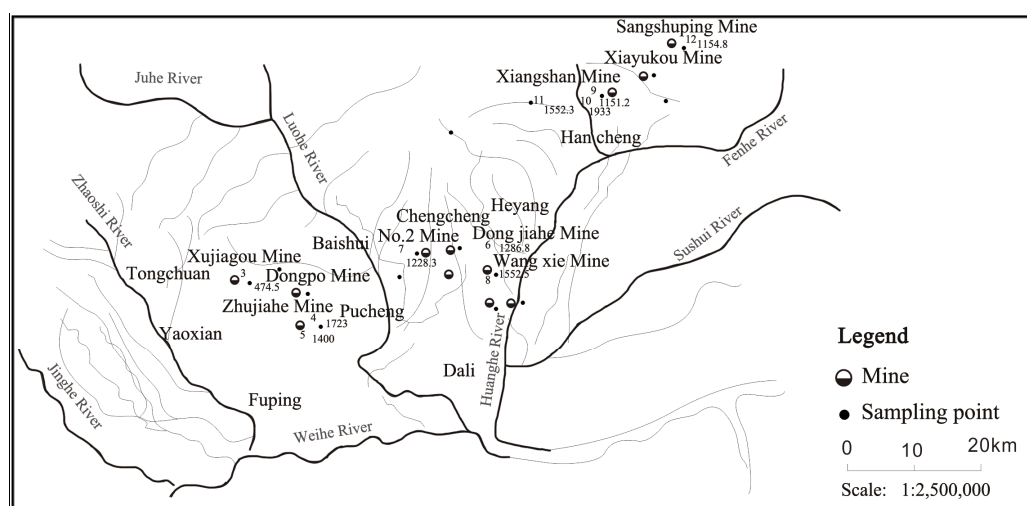 Sangshuping Mine
12
1154.8
Xiayukou Mine
Juhe River
Xiangshan Mine
9
11
10
1151.2
1552.3
1933
Han cheng
Fenhe River
Luohe River
Zhaoshi River
Heyang
Chengcheng
Sushui River
Baishui
No.2 Mine
Dong jiahe Mine
7
6
1286.8
1228.3
Xujiagou Mine
Wang xie Mine
Tongchuan
3
Dongpo Mine
8
1552.5
474.5
Zhujiahe Mine
Pucheng
4
1723
5
1400
Yaoxian
Huanghe River
Jinghe River
Dali
Fuping
Weihe River
Legend
Mine
Sampling point
0 10 20km
Scale: 1:2,500,000